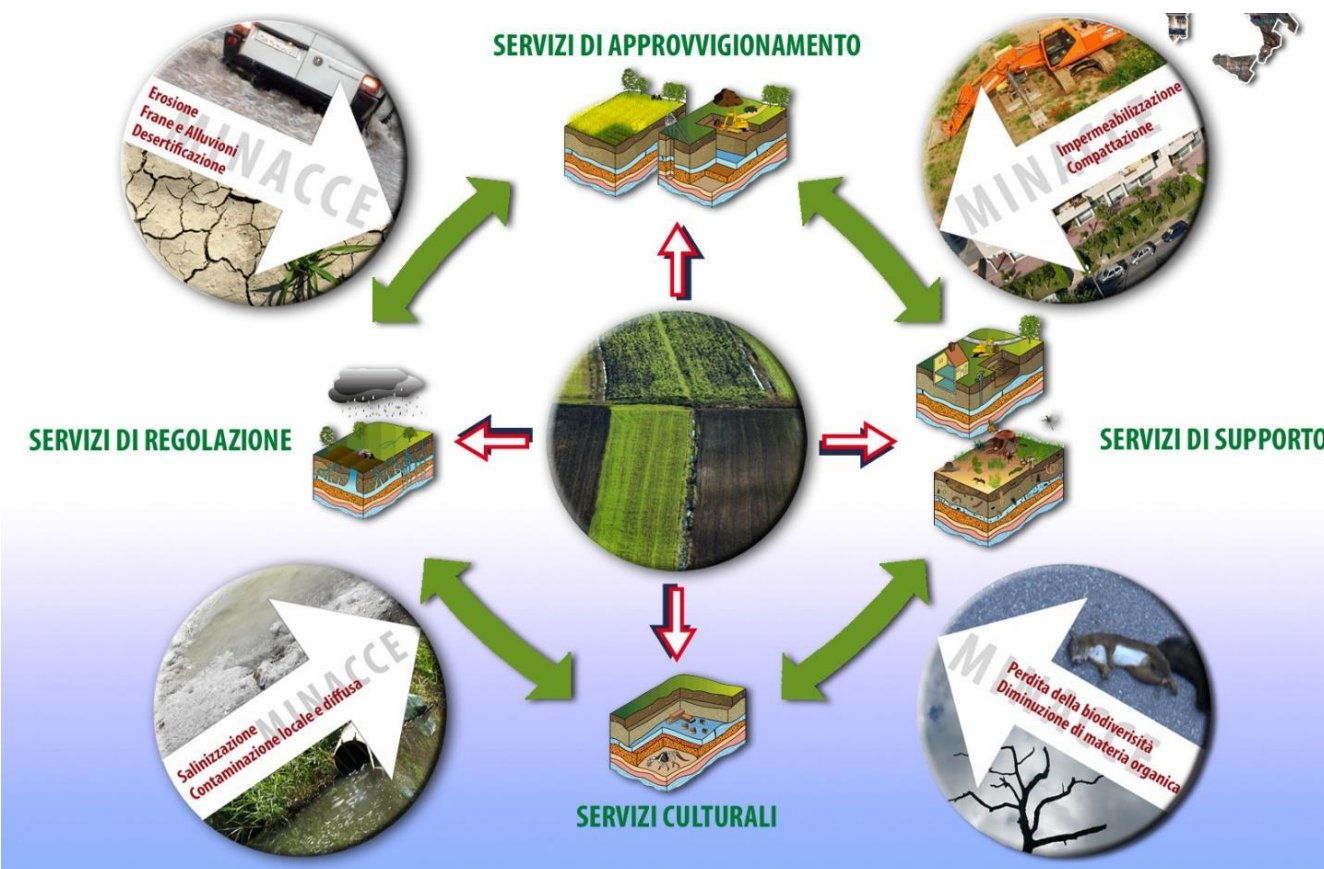 SERVIZI DI APPROVVIGIONAMENTO
Erosione
Frane e Alluvioni
Desertificazione
MINACCE
Impermeabilizzazione
Compattazione
MINACCE
SERVIZI DI REGOLAZIONE
SERVIZI DI SUPPORTO
Salinizzazione
Contaminazione locale e diffusa
MINACCE
Perdita della biodiverisità
Diminuzione di materia organica
MINACCE
SERVIZI CULTURALI